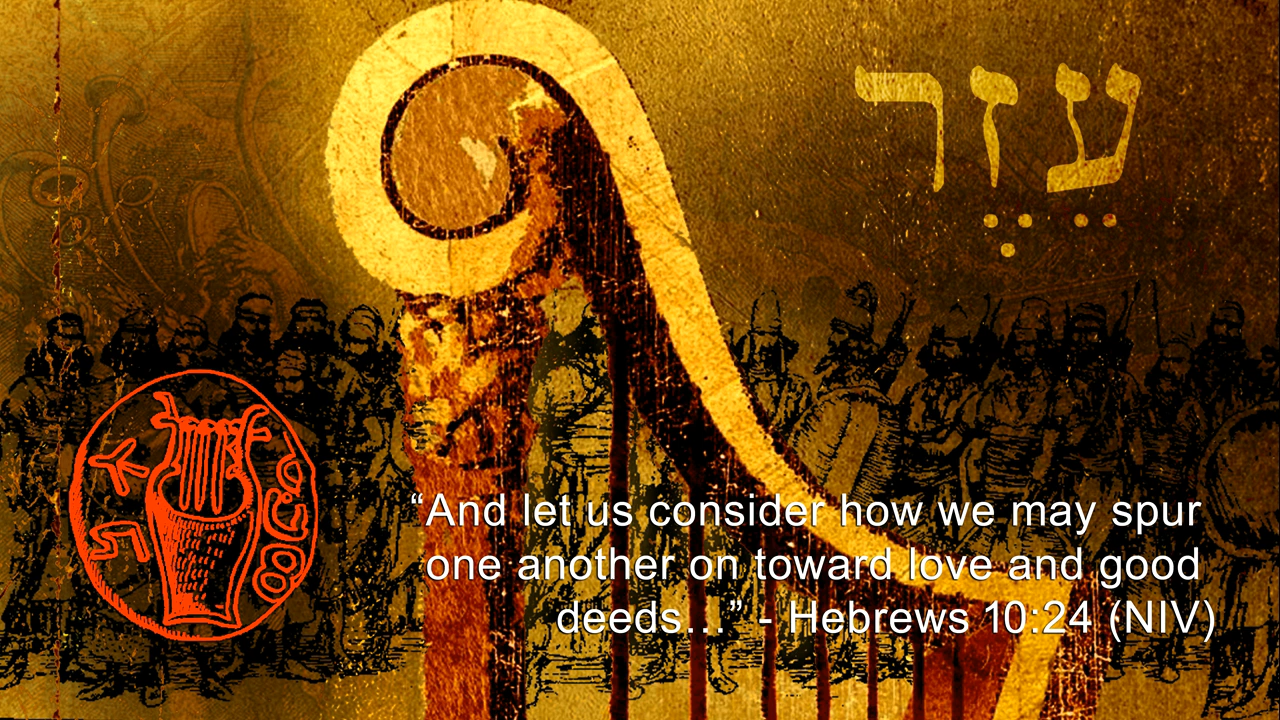 עֵזֶר
“And let us consider how we may spur
one another on toward love and good
deeds…” - Hebrews 10:24 (NIV)